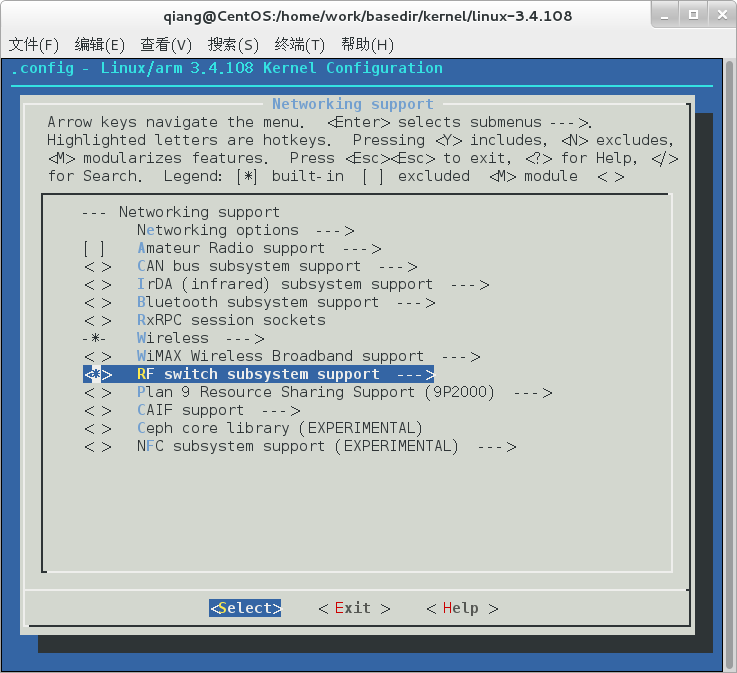 qiang@CentOS:/home/work/basedir/kernel/linux-3.4.108
文件(F) 编辑(E) 查看(V) 搜索(S) 终端(T) 帮助(H)
.config - Linux/arm 3.4.108 Kernel Configuration
Networking support
Arrow keys navigate the menu. <Enter> selects submenus --->.
Highlighted letters are hotkeys. Pressing <Y> includes, <N> excludes,
<M> modularizes features. Press <Esc><Esc> to exit, <?> for Help, </>
for Search. Legend: [*] built-in [ ] excluded <M> module < >
--- Networking support
Networking options --->
[ ] Amateur Radio support --->
< > CAN bus subsystem support --->
< > IrDA (infrared) subsystem support --->
< > Bluetooth subsystem support --->
< > RxRPC session sockets
-*- Wireless --->
< > WiMAX Wireless Broadband support --->
<*> RF switch subsystem support --->
< > Plan 9 Resource Sharing Support (9P2000) --->
< > CAIF support --->
< > Ceph core library (EXPERIMENTAL)
< > NFC subsystem support (EXPERIMENTAL) --->
<Select> < Exit > < Help >